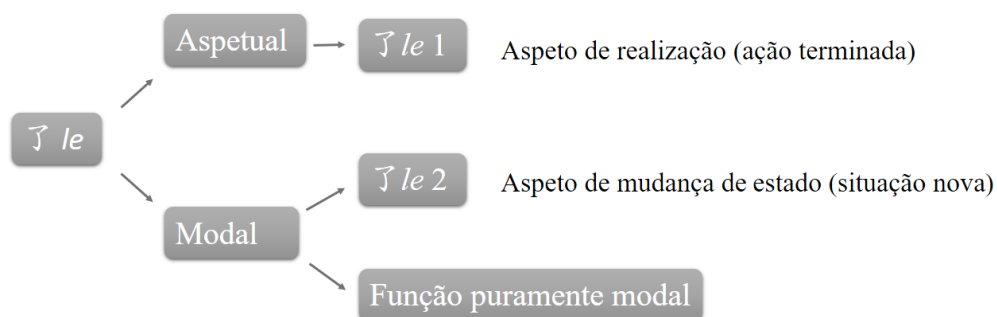 Aspetual
了 le 1
Aspeto de realização (ação terminada)
了 le
了 le 2
Aspeto de mudança de estado (situação nova)
Modal
Função puramente modal